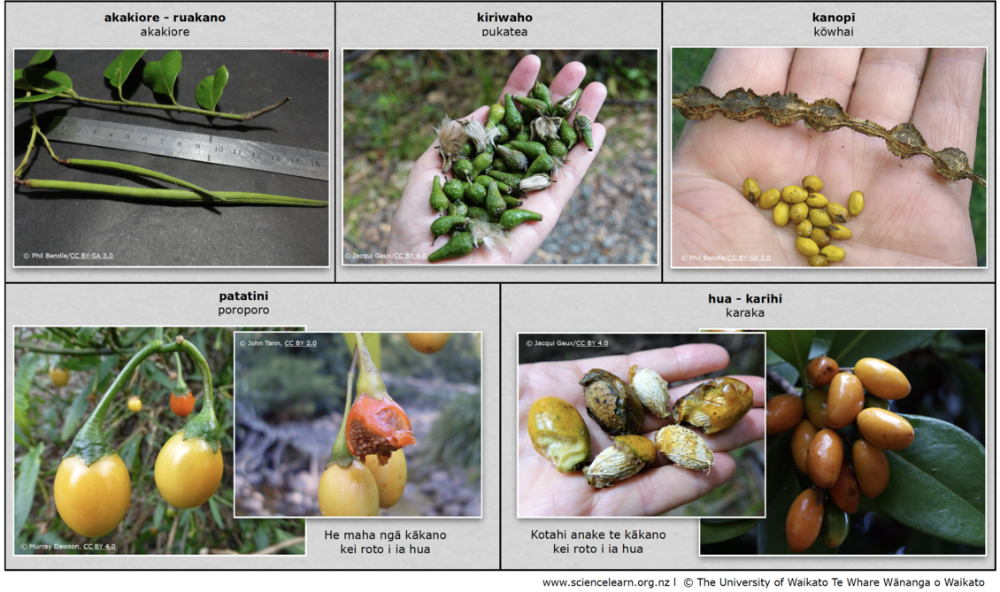 akakiore - ruakano
akakiore
© Phil Bendle/CC BY-SA 3.0
kiriwaho
pukatea
© Jacqui Geux/CC BY 4.0
kanopī
kōwhai
© Phil Bendle/CC BY-SA 3.0
patatini
poroporo
© Murray Dawson, CC BY 4.0
© John Tann, CC BY 2.0
He maha ngā kākano
kei roto i ia hua
hua - karihi
karaka
© Jacqui Geux/CC BY 4.0
Kotahi anake te kākano
kei roto i ia hua
www.sciencelearn.org.nz l © The University of Waikato Te Whare Wānanga o Waikato